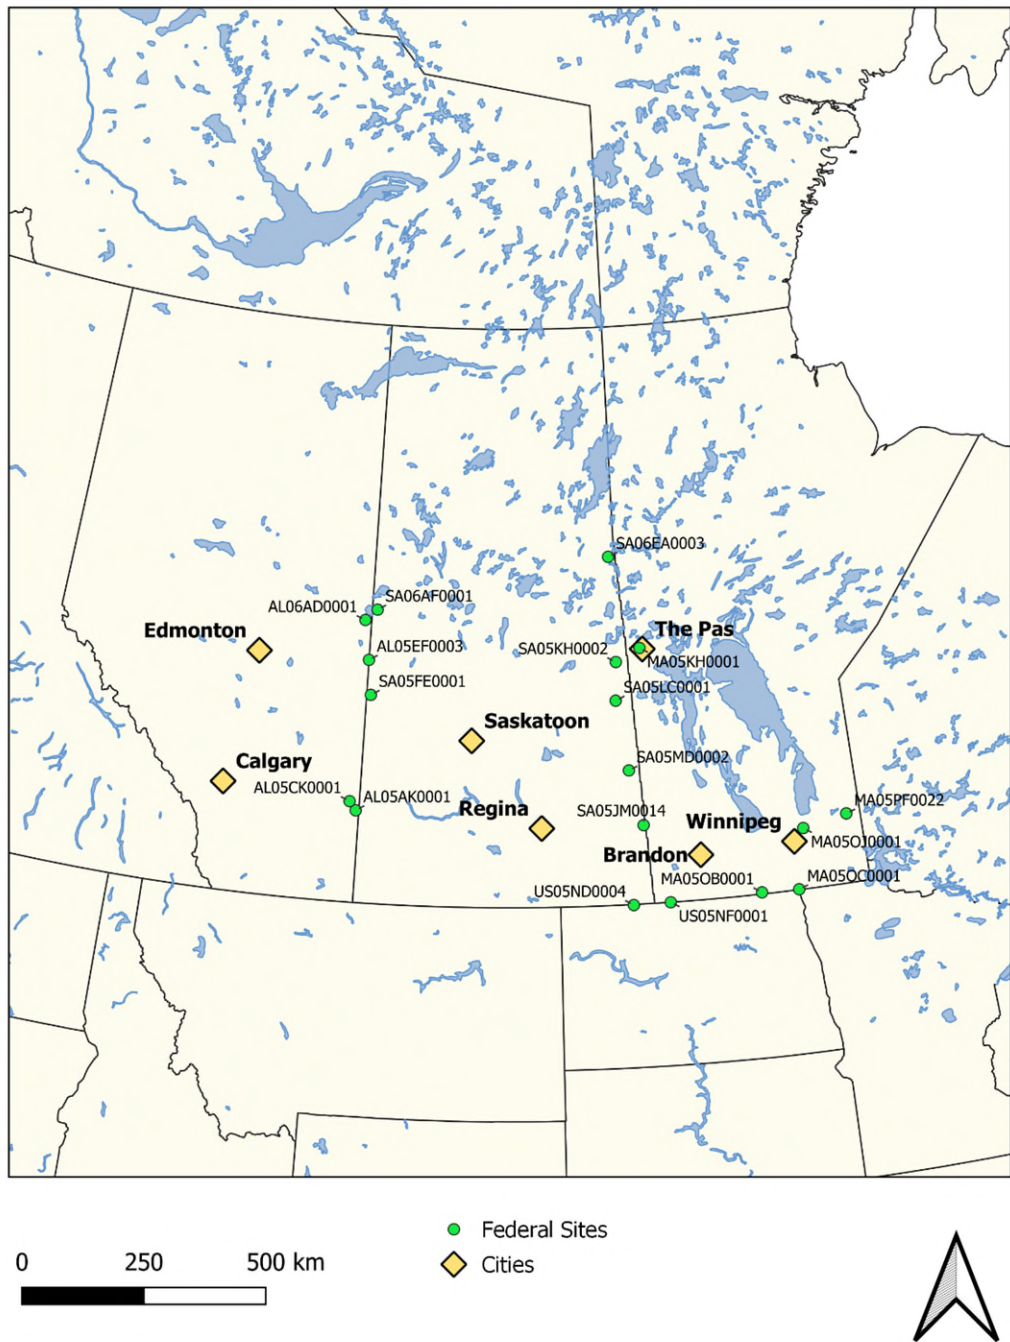 SA06EA0003
SA06AF0001
AL06AD0001
Edmonton
The Pas
AL05EF0003
SA05KH0002
MA05KH0001
SA05FE0001
SA05LC0001
Saskatoon
SA05MD0002
Calgary
AL05CK0001
AL05AK0001
MA05PF0022
Regina
SA05JM0014
Winnipeg
MA05OJ0001
Brandon
MA05OB0001
MA05OC0001
US05ND0004
US05NF0001
Federal Sites
0 250 500 km
Cities